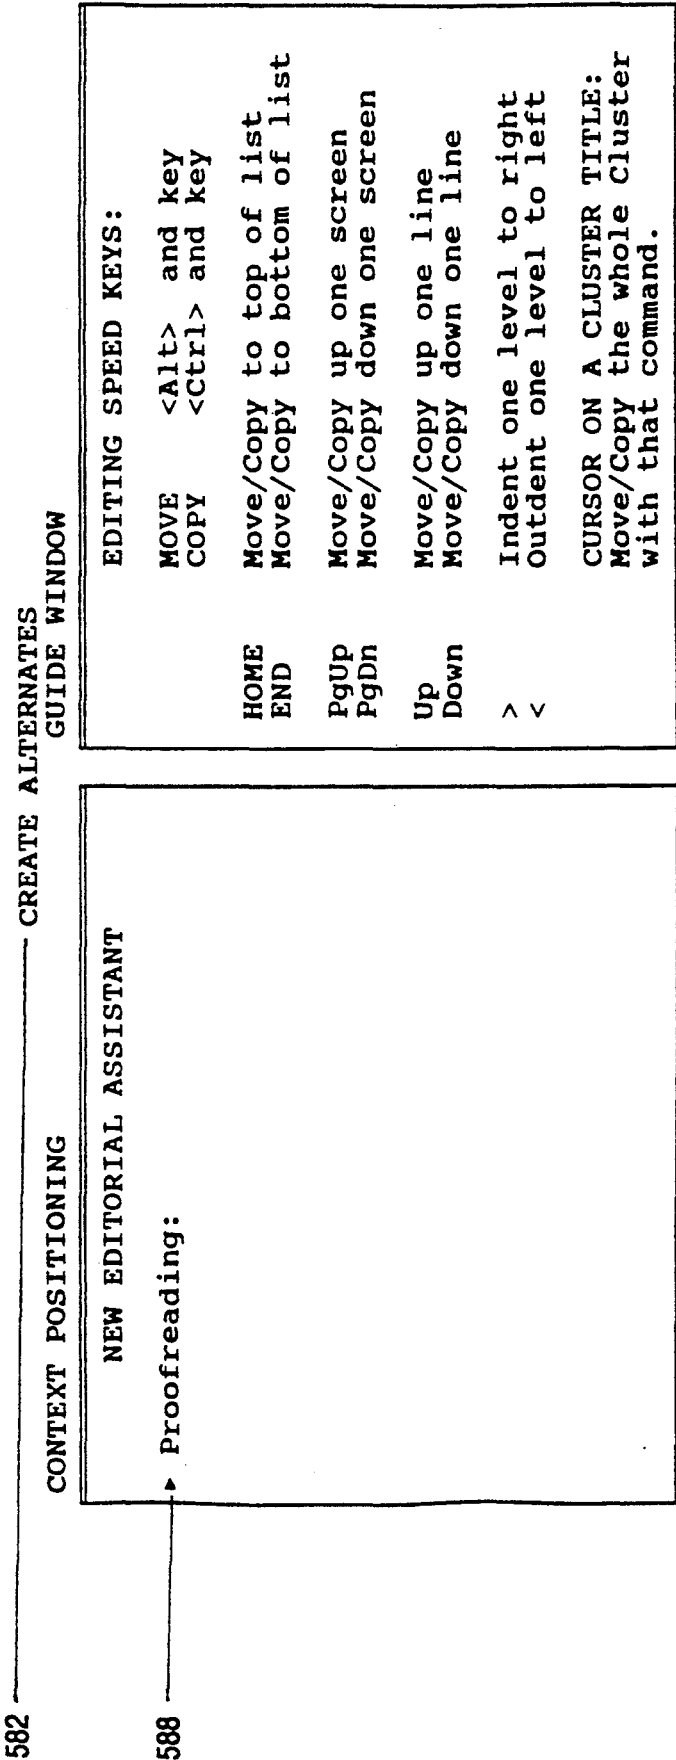 582 CREATE ALTERNATES
CONTEXT POSITIONING GUIDE WINDOW
NEW EDITORIAL ASSISTANT
588 ▸ Proofreading:
EDITING SPEED KEYS:
MOVE <Alt> and key
COPY <Ctrl> and key
HOME Move/Copy to top of list
END Move/Copy to bottom of list
PgUp Move/Copy up one screen
PgDn Move/Copy down one screen
Up Move/Copy up one line
Down Move/Copy down one line
> Indent one level to right
< Outdent one level to left
CURSOR ON A CLUSTER TITLE:
Move/Copy the whole Cluster
with that command.